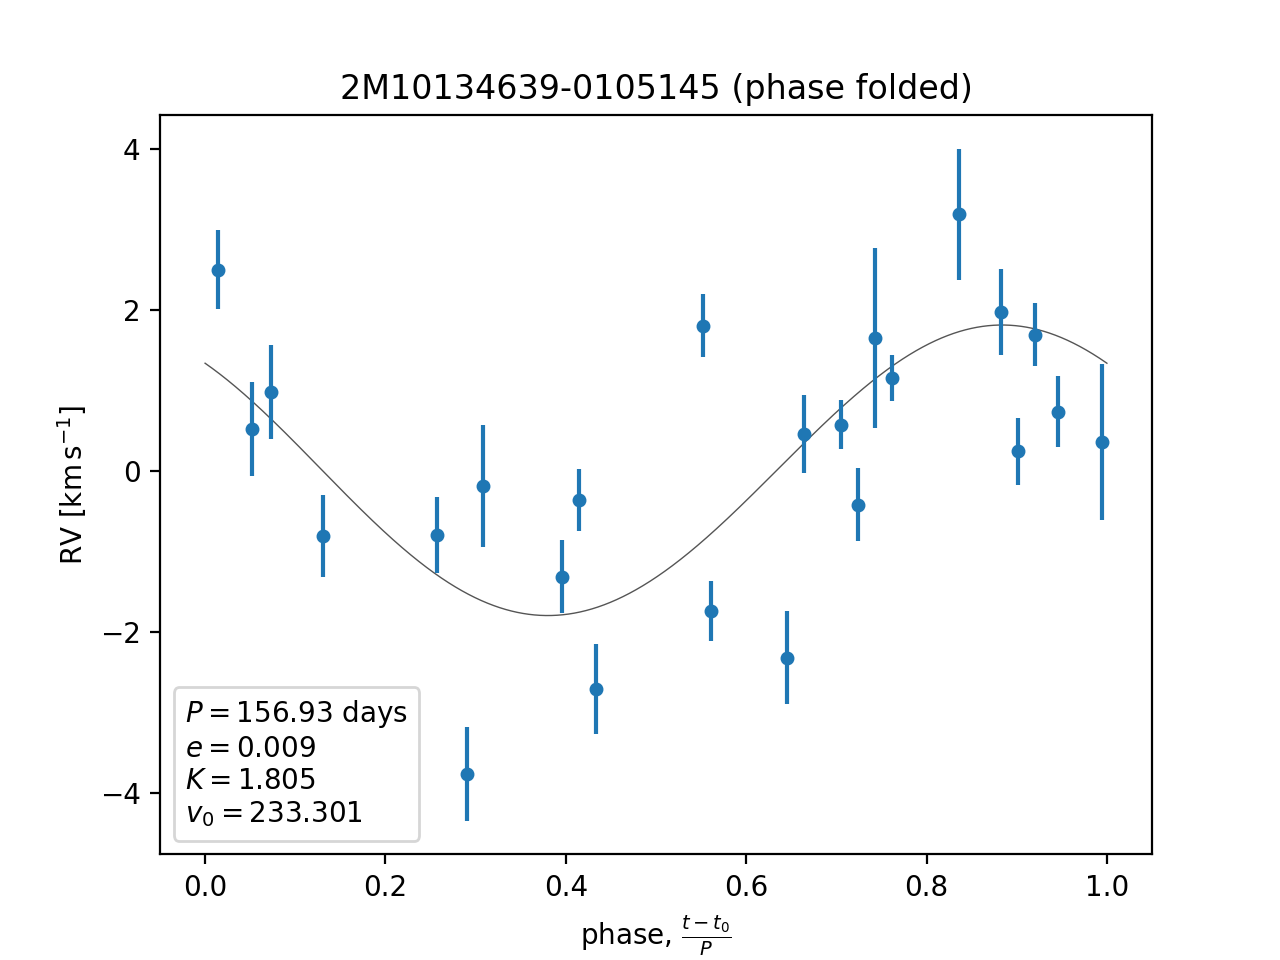 2M10134639-0105145 (phase folded)
RV [km s⁻¹]
4
2
0
−2
−4
P = 156.93 days
e = 0.009
K = 1.805
v₀ = 233.301
0.0 0.2 0.4 0.6 0.8 1.0
phase, (t − t₀)/P